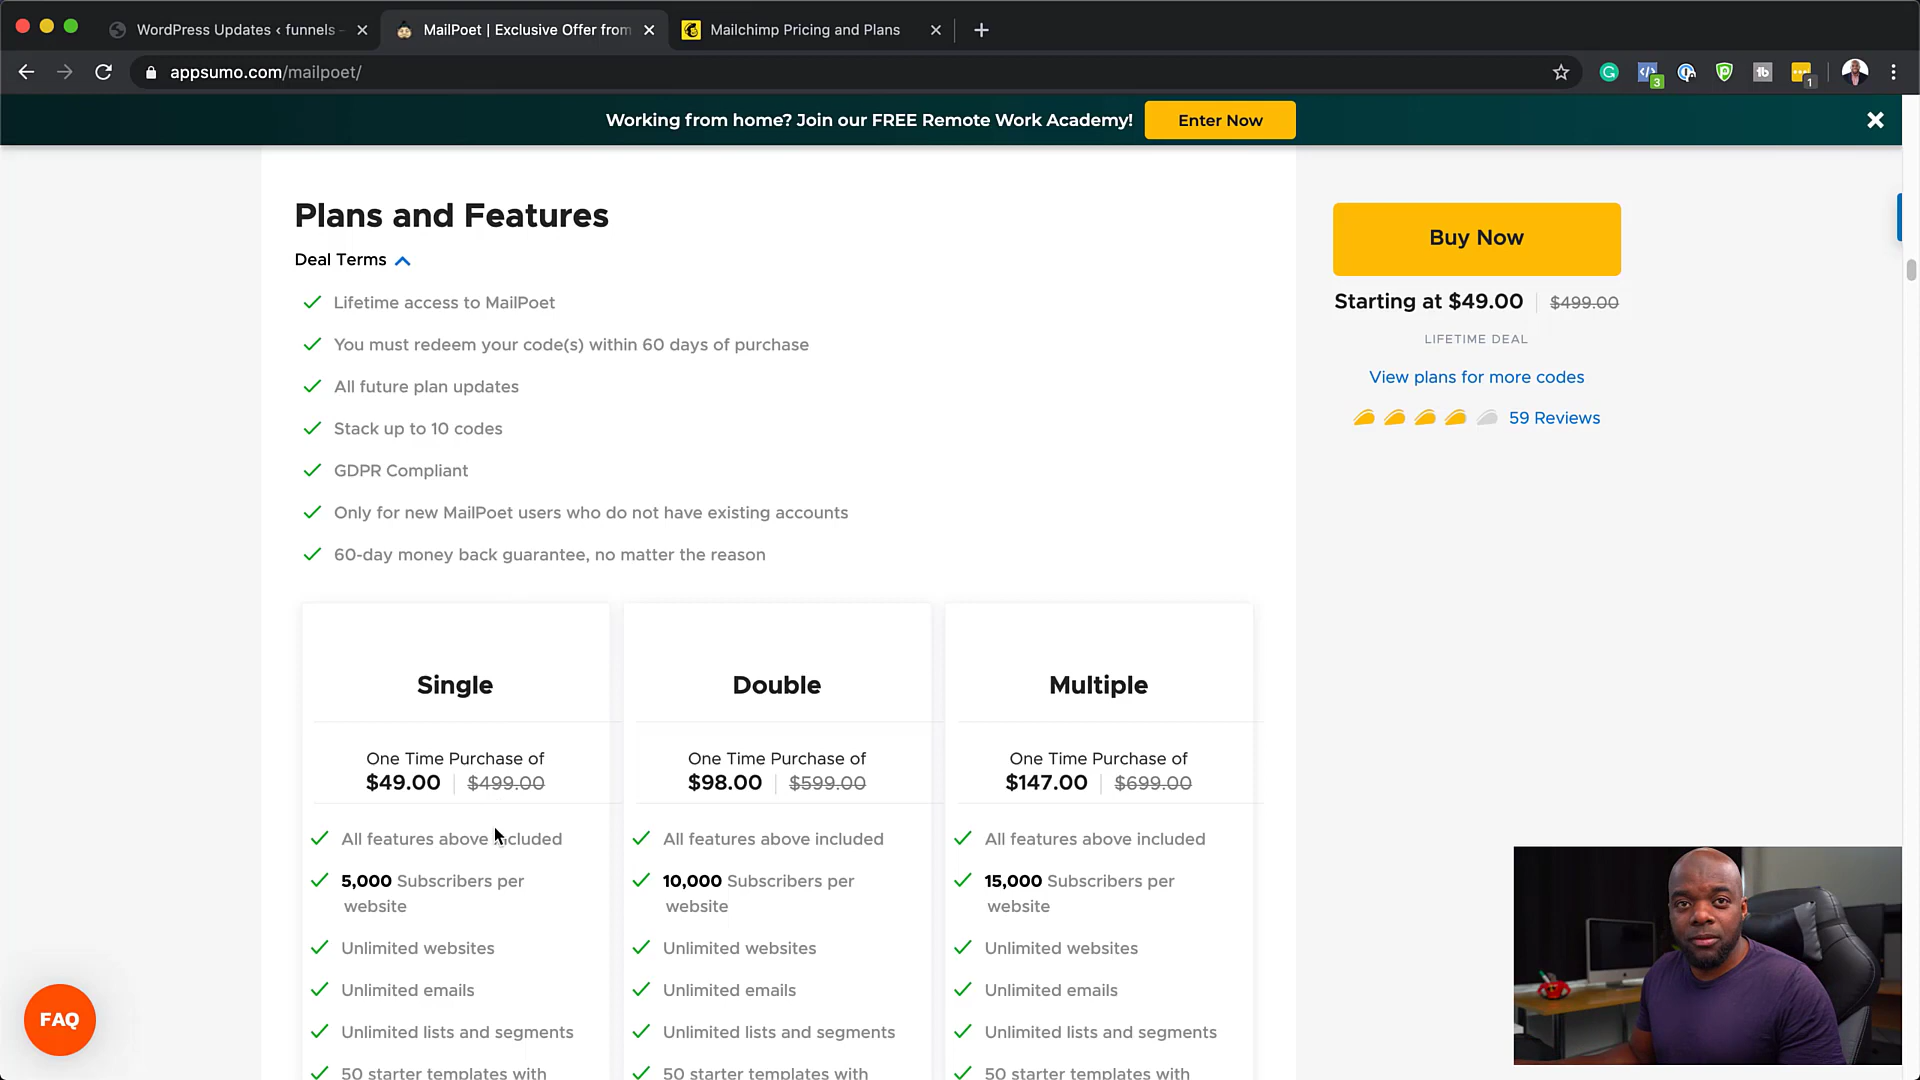 WordPress Updates ‹ funnels
MailPoet | Exclusive Offer from
Mailchimp Pricing and Plans
appsumo.com/mailpoet/
3
tb
1
Working from home? Join our FREE Remote Work Academy!
Enter Now
Plans and Features
Deal Terms
Lifetime access to MailPoet
You must redeem your code(s) within 60 days of purchase
All future plan updates
Stack up to 10 codes
GDPR Compliant
Only for new MailPoet users who do not have existing accounts
60-day money back guarantee, no matter the reason
Buy Now
Starting at $49.00 $499.00
LIFETIME DEAL
View plans for more codes
59 Reviews
Single
One Time Purchase of
$49.00 $499.00
All features above included
5,000 Subscribers per
website
Unlimited websites
Unlimited emails
Unlimited lists and segments
50 starter templates with
Double
One Time Purchase of
$98.00 $599.00
All features above included
10,000 Subscribers per
website
Unlimited websites
Unlimited emails
Unlimited lists and segments
50 starter templates with
Multiple
One Time Purchase of
$147.00 $699.00
All features above included
15,000 Subscribers per
website
Unlimited websites
Unlimited emails
Unlimited lists and segments
50 starter templates with
FAQ